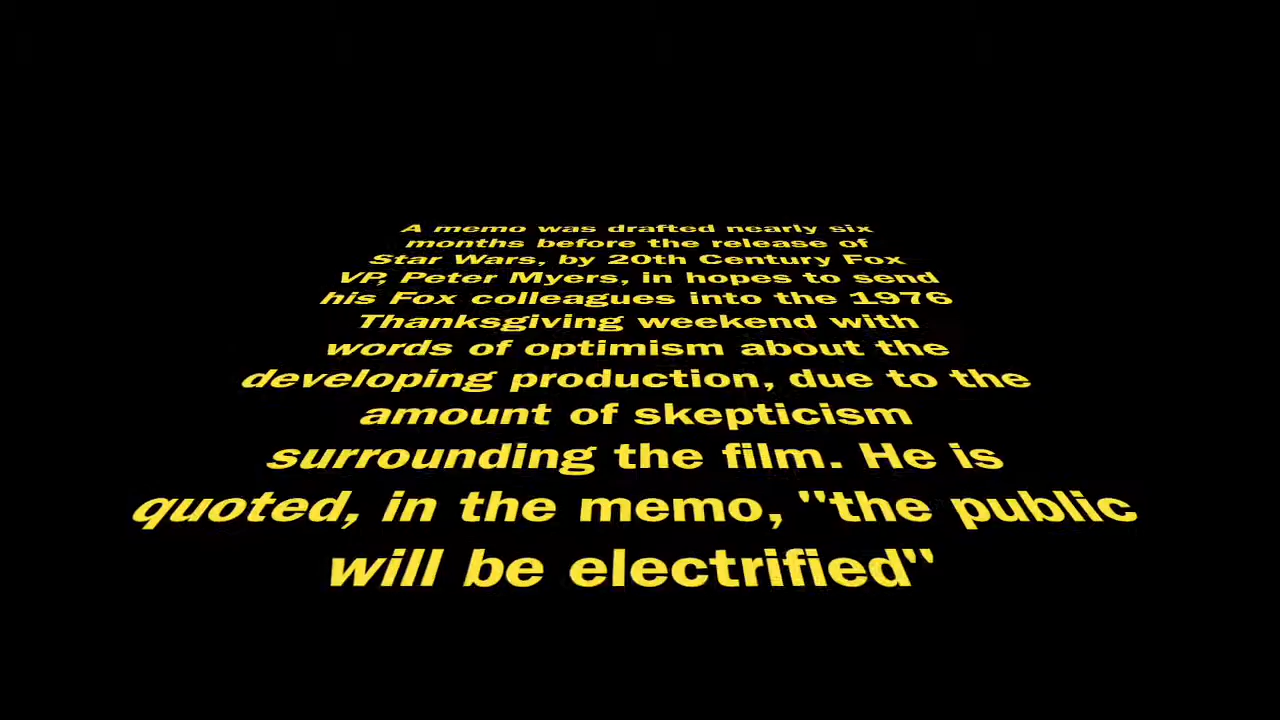 A memo was drafted nearly six
months before the release of
Star Wars, by 20th Century Fox
VP, Peter Myers, in hopes to send
his Fox colleagues into the 1976
Thanksgiving weekend with
words of optimism about the
developing production, due to the
amount of skepticism
surrounding the film. He is
quoted, in the memo, "the public
will be electrified"